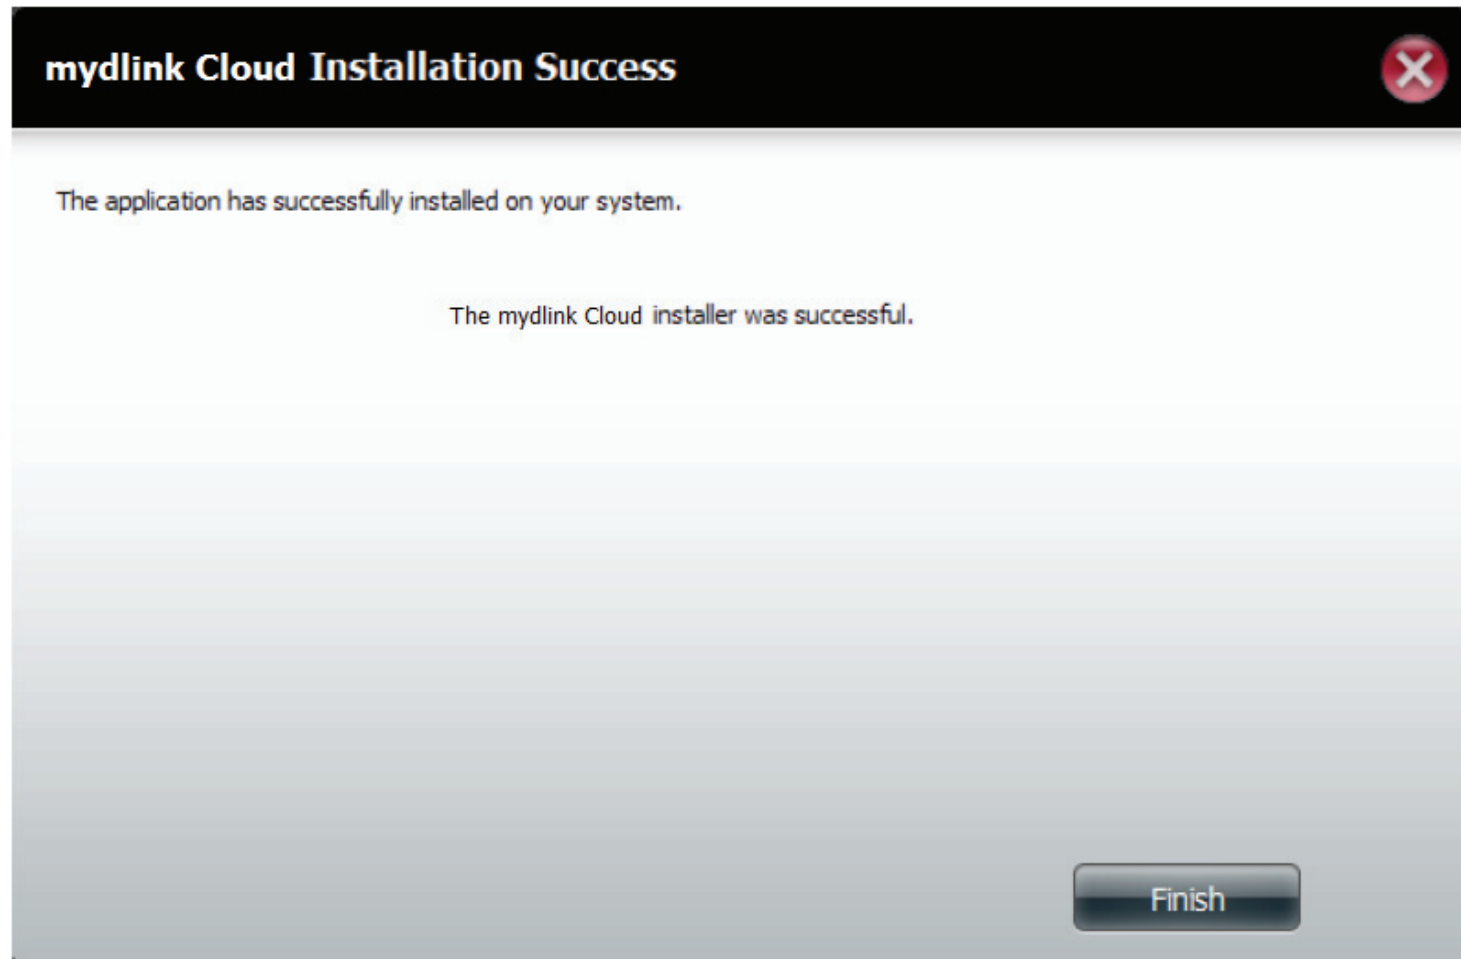 mydlink Cloud Installation Success
The application has successfully installed on your system.
The mydlink Cloud installer was successful.
Finish